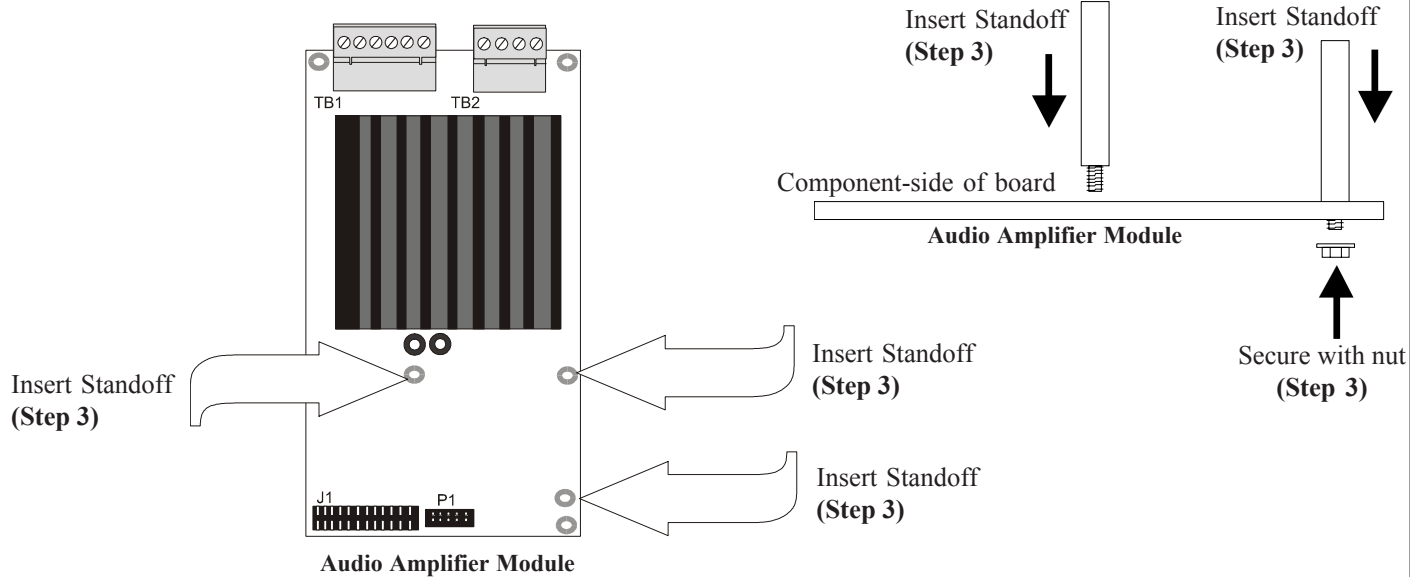 TB1
TB2
Insert Standoff
(Step 3)
Insert Standoff
(Step 3)
Insert Standoff
(Step 3)
J1
P1
Audio Amplifier Module
Insert Standoff
(Step 3)
Insert Standoff
(Step 3)
Component-side of board
Audio Amplifier Module
Secure with nut
(Step 3)